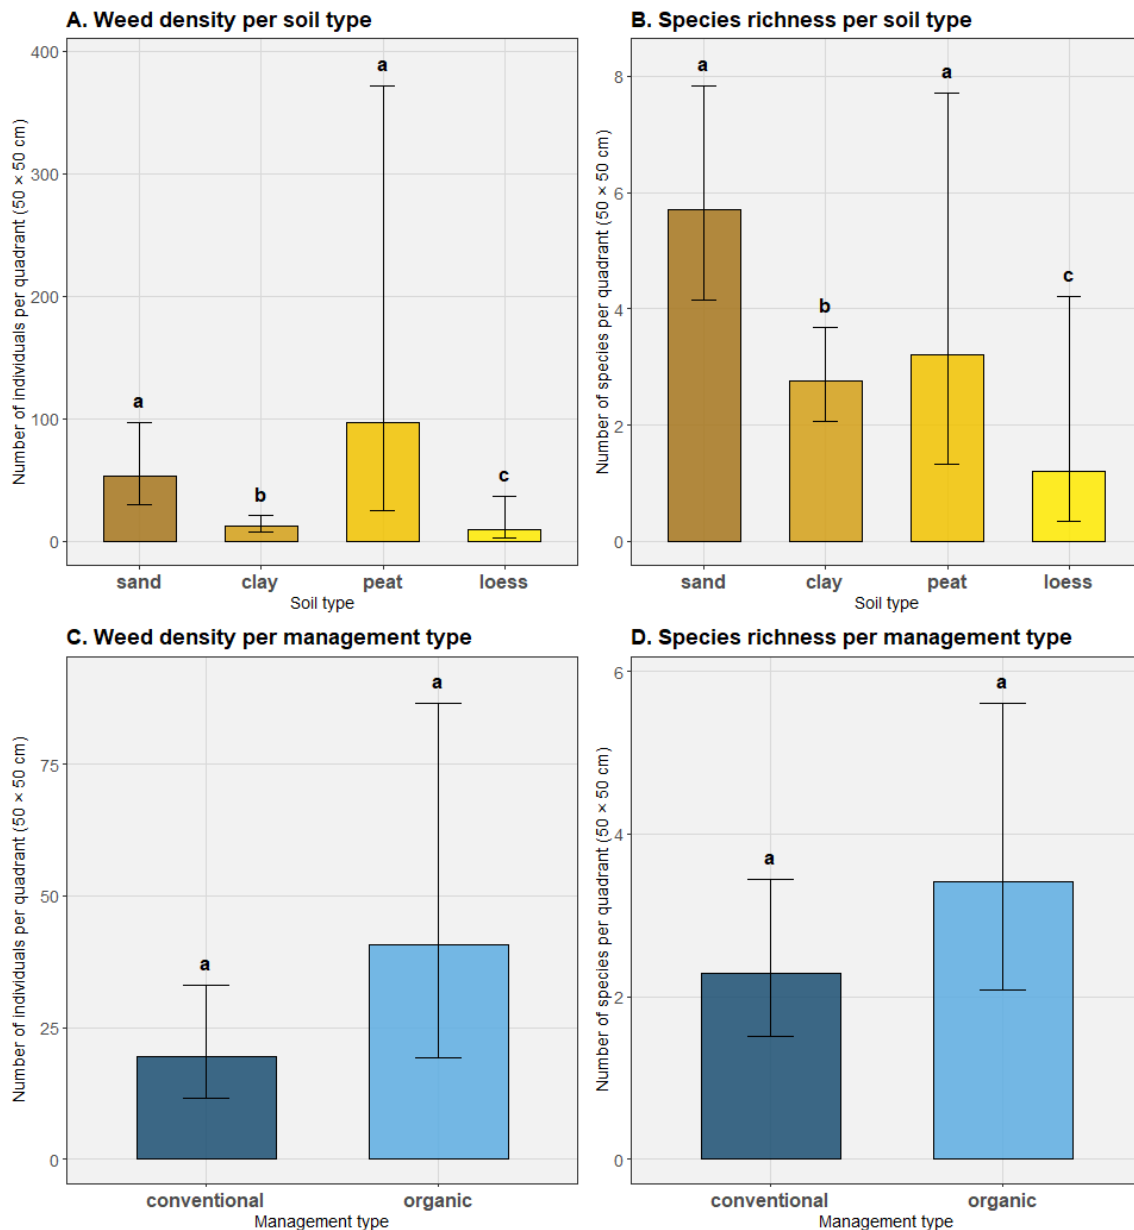 A. Weed density per soil type
Number of individuals per quadrant (50 × 50 cm)
400
300
200
100
0
a
b
a
c
sand clay peat loess
Soil type
B. Species richness per soil type
Number of species per quadrant (50 × 50 cm)
8
6
4
2
0
a
b
a
c
sand clay peat loess
Soil type
C. Weed density per management type
Number of individuals per quadrant (50 × 50 cm)
75
50
25
0
a
a
conventional organic
Management type
D. Species richness per management type
Number of species per quadrant (50 × 50 cm)
6
4
2
0
a
a
conventional organic
Management type